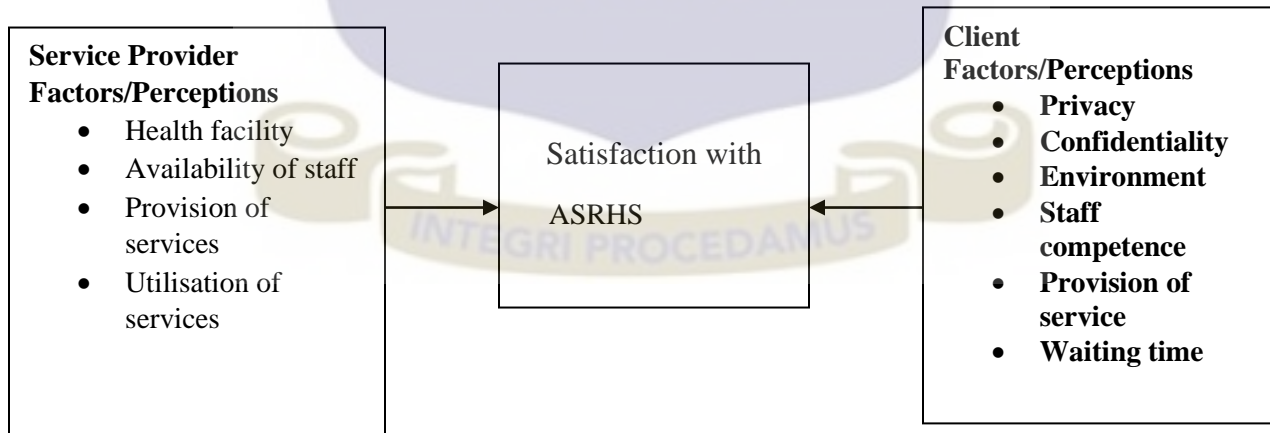 Service Provider
Factors/Perceptions
• Health facility
• Availability of staff
• Provision of
services
• Utilisation of
services
Satisfaction with
ASRHS
Client
Factors/Perceptions
• Privacy
• Confidentiality
• Environment
• Staff
competence
• Provision of
service
• Waiting time
INTEGRI PROCEDAMUS